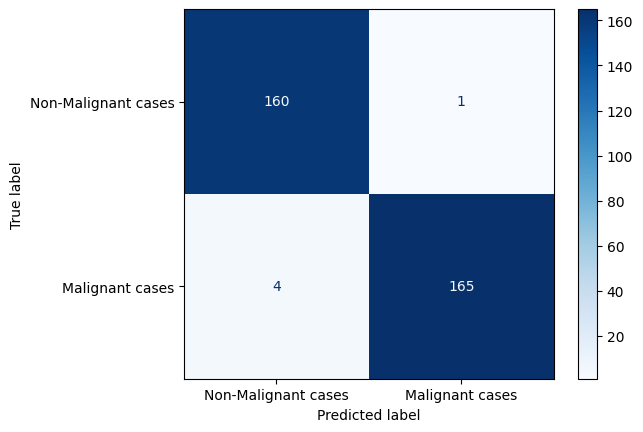 Non-Malignant cases
Malignant cases
True label
160
1
4
165
Non-Malignant cases
Malignant cases
Predicted label
160
140
120
100
80
60
40
20